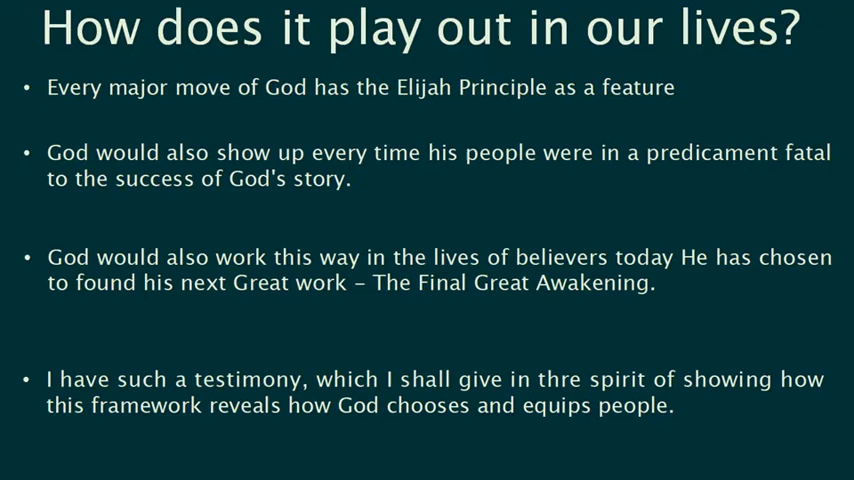 How does it play out in our lives?
• Every major move of God has the Elijah Principle as a feature
• God would also show up every time his people were in a predicament fatal
to the success of God's story.
• God would also work this way in the lives of believers today He has chosen
to found his next Great work – The Final Great Awakening.
• I have such a testimony, which I shall give in thre spirit of showing how
this framework reveals how God chooses and equips people.